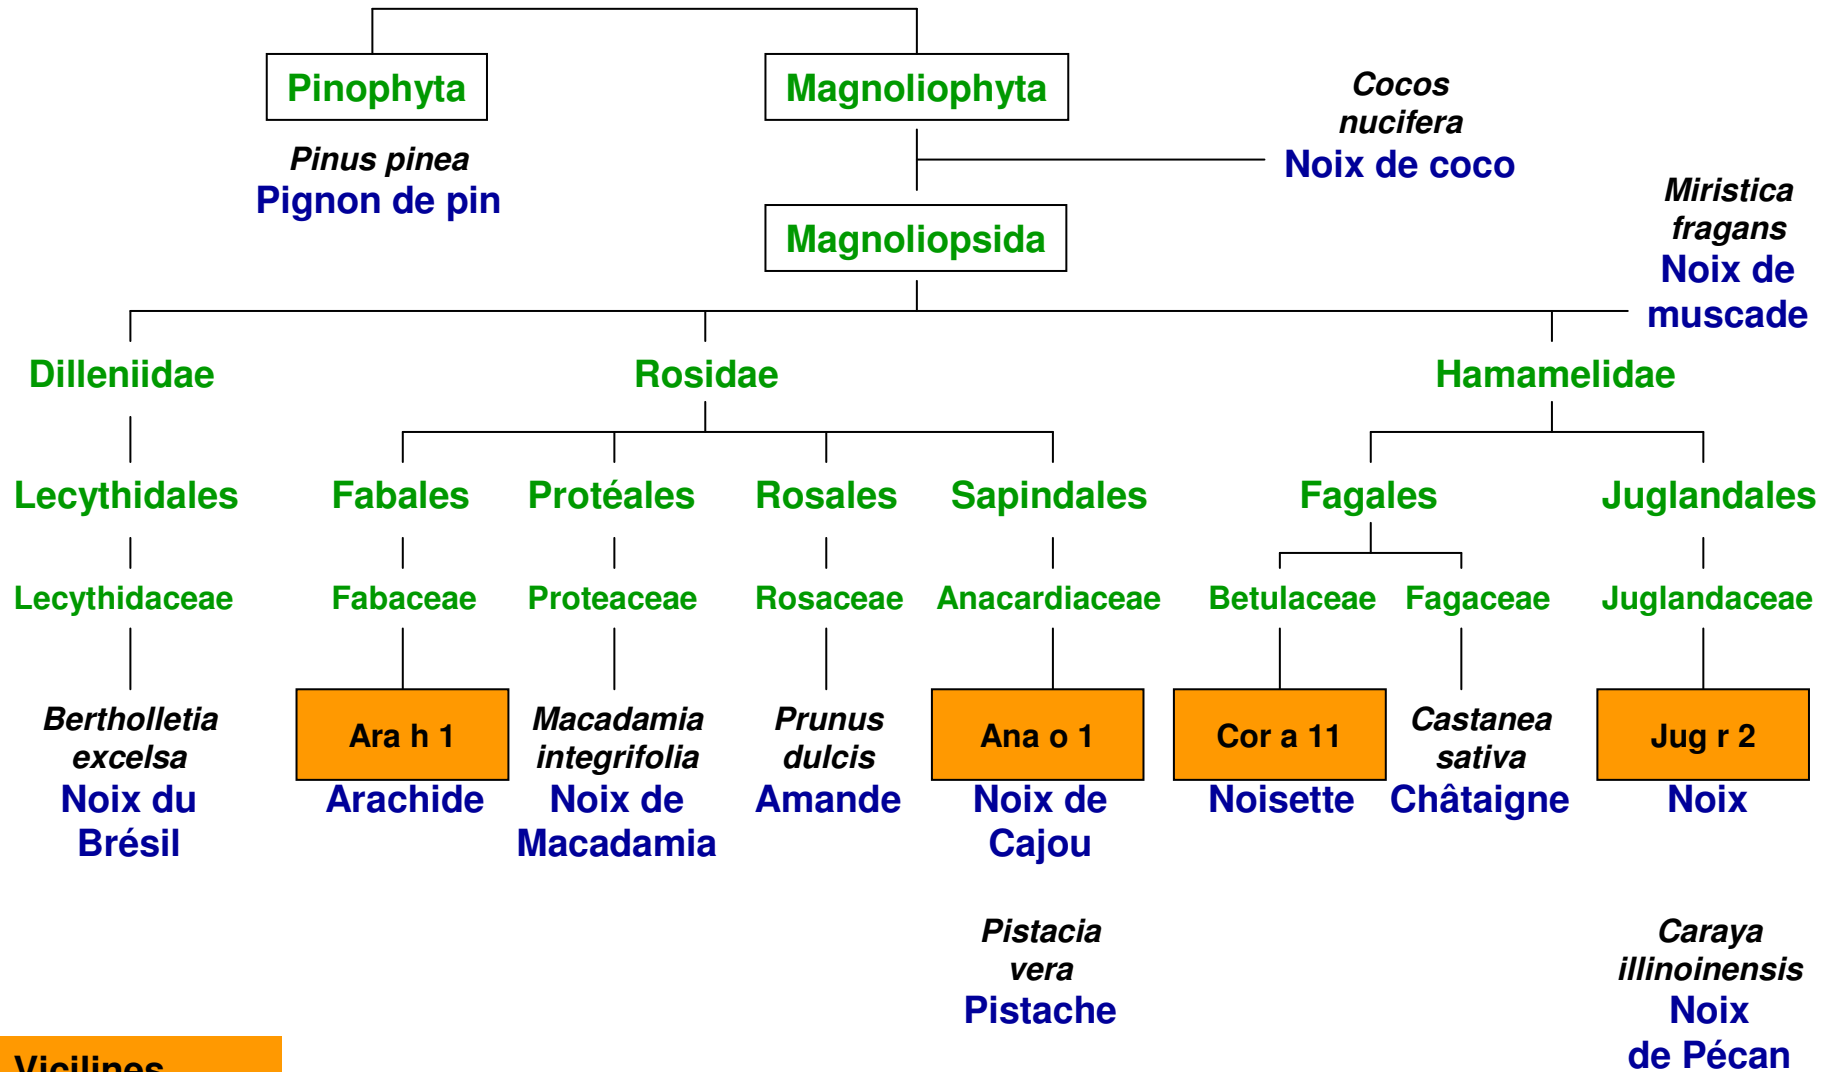 Pinophyta
Magnoliophyta
Pinus pinea
Pignon de pin
Cocos
nucifera
Noix de coco
Magnoliopsida
Miristica
fragans
Noix de
muscade
Dilleniidae
Rosidae
Hamamelidae
Lecythidales
Fabales
Protéales
Rosales
Sapindales
Fagales
Juglandales
Lecythidaceae
Fabaceae
Proteaceae
Rosaceae
Anacardiaceae
Betulaceae
Fagaceae
Juglandaceae
Bertholletia
excelsa
Noix du
Brésil
Ara h 1
Arachide
Macadamia
integrifolia
Noix de
Macadamia
Prunus
dulcis
Amande
Ana o 1
Noix de
Cajou
Cor a 11
Noisette
Castanea
sativa
Châtaigne
Jug r 2
Noix
Pistacia
vera
Pistache
Caraya
illinoinensis
Noix
de Pécan
Vicilines